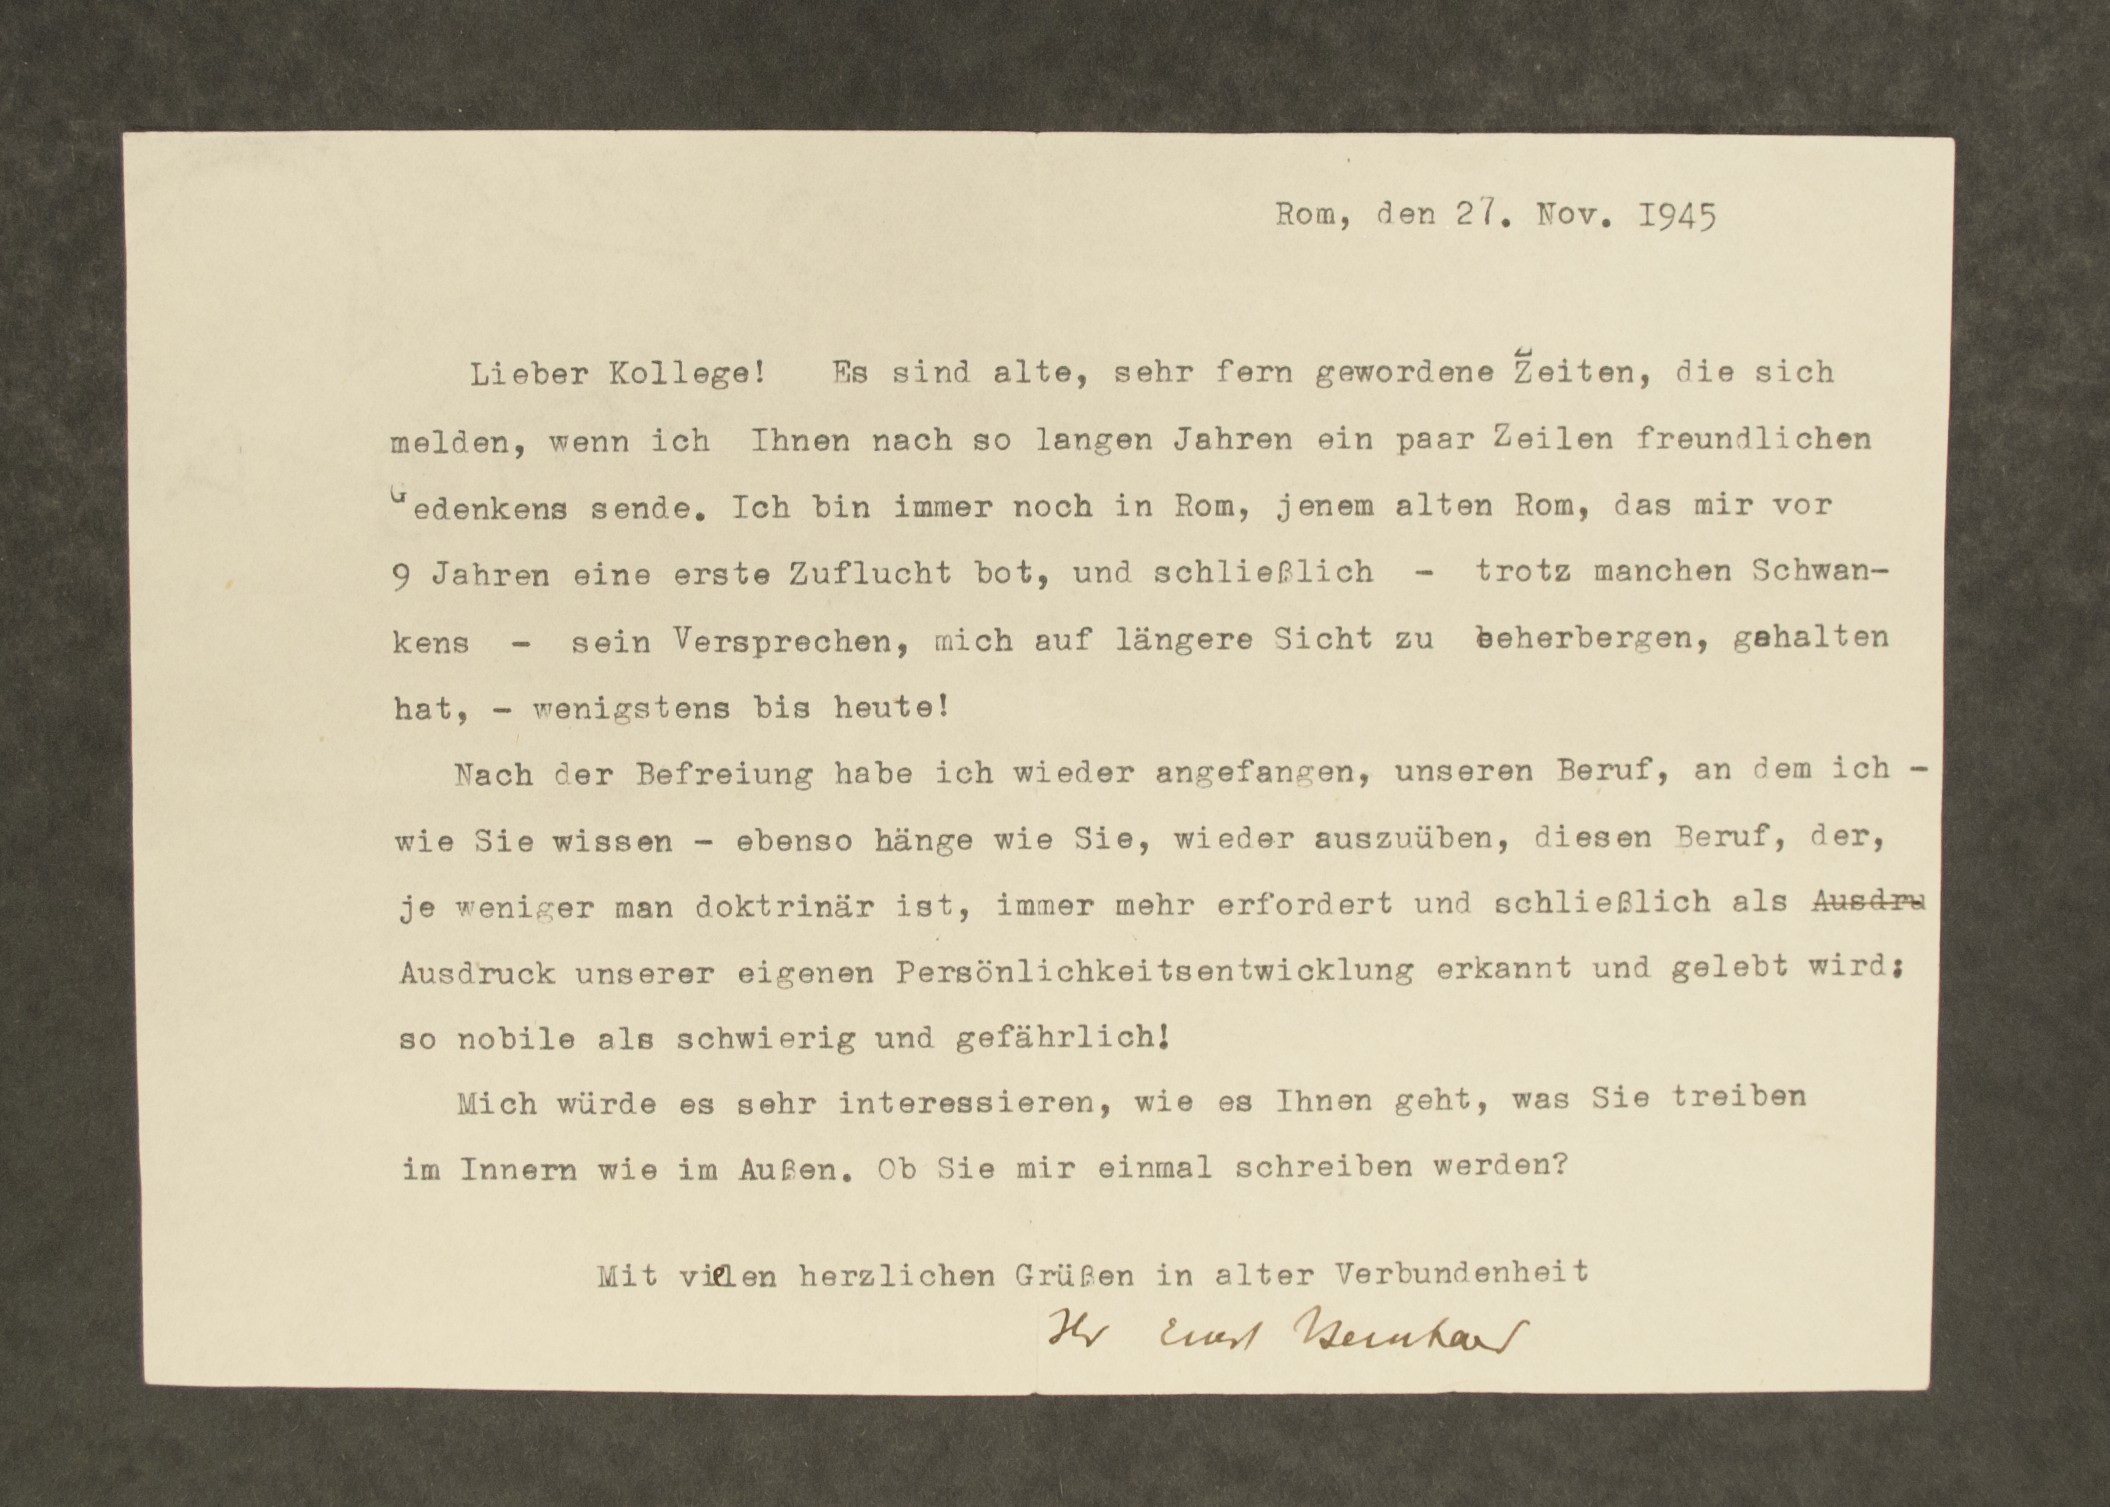 Rom, den 27. Nov. I945
Lieber Kollege! Es sind alte, sehr fern gewordene Zeiten, die sich
melden, wenn ich Ihnen nach so langen Jahren ein paar Zeilen freundlichen
Gedenkens sende. Ich bin immer noch in Rom, jenem alten Rom, das mir vor
9 Jahren eine erste Zuflucht bot, und schließlich - trotz manchen Schwan-
kens - sein Versprechen, mich auf längere Sicht zu beherbergen, gehalten
hat, - wenigstens bis heute!
Nach der Befreiung habe ich wieder angefangen, unseren Beruf, an dem ich -
wie Sie wissen - ebenso hänge wie Sie, wieder auszuüben, diesen Beruf, der,
je weniger man doktrinär ist, immer mehr erfordert und schließlich als Ausdru
Ausdruck unserer eigenen Persönlichkeitsentwicklung erkannt und gelebt wird;
so nobile als schwierig und gefährlich!
Mich würde es sehr interessieren, wie es Ihnen geht, was Sie treiben
im Innern wie im Außen. Ob Sie mir einmal schreiben werden?
Mit vielen herzlichen Grüßen in alter Verbundenheit
Ihr Ernst Bernhard